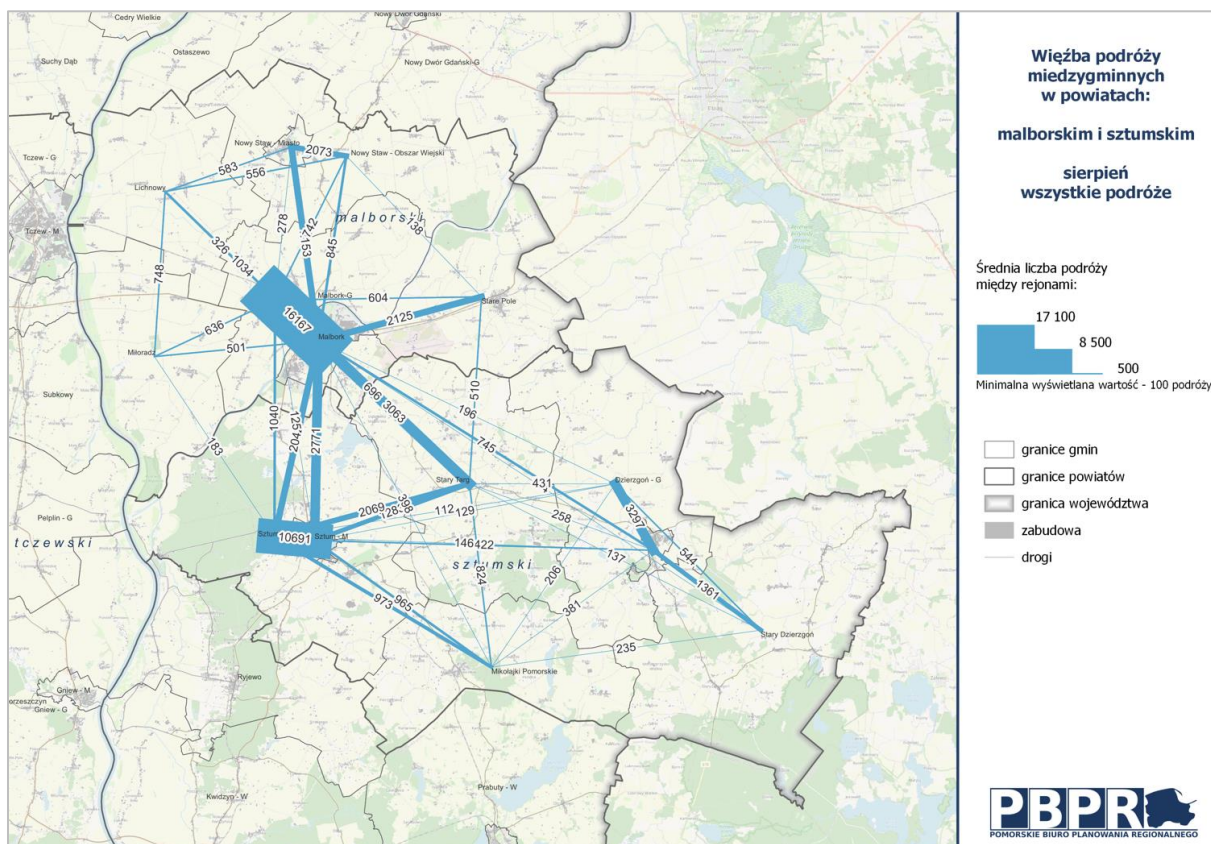 Cedry Wielkie
Nowy Dwór Gdański
Ostaszewo
Suchy Dąb
Nowy Dwór Gdański-G
Nowy Staw - Miasto
2073
Nowy Staw - Obszar Wiejski
Tczew - G
583
556
Lichnowy
malborski
278
742
738
153
845
Tczew - M
326
1034
748
Malbork-G
604
Stare Pole
16167
2125
Malbork
636
Miłoradz
501
Subkowy
510
696
3063
196
1040
204
2771
745
183
Stary Targ
Dzierzgoń - G
431
2069
128
398
112
129
Pelplin - G
3297
258
10691
Sztum - M
tczewski
146
422
137
544
sztumski
824
206
1361
965
973
381
Stary Dzierzgoń
235
Mikołajki Pomorskie
Ryjewo
Gniew - M
Gniew - G
Prabuty - W
Kwidzyn - W
Więźba podróży
miedzygminnych
w powiatach:
malborskim i sztumskim
sierpień
wszystkie podróże
Średnia liczba podróży
między rejonami:
17 100
8 500
500
Minimalna wyświetlana wartość - 100 podróży
granice gmin
granice powiatów
granica województwa
zabudowa
drogi
PBPR
POMORSKIE BIURO PLANOWANIA REGIONALNEGO